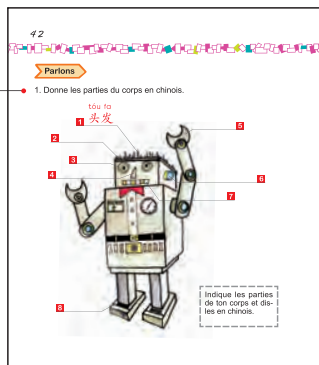 42
Parlons
1. Donne les parties du corps en chinois.
tóu fa
头发
1
2
3
4
5
6
7
8
Indique les parties
de ton corps et dis-
les en chinois.